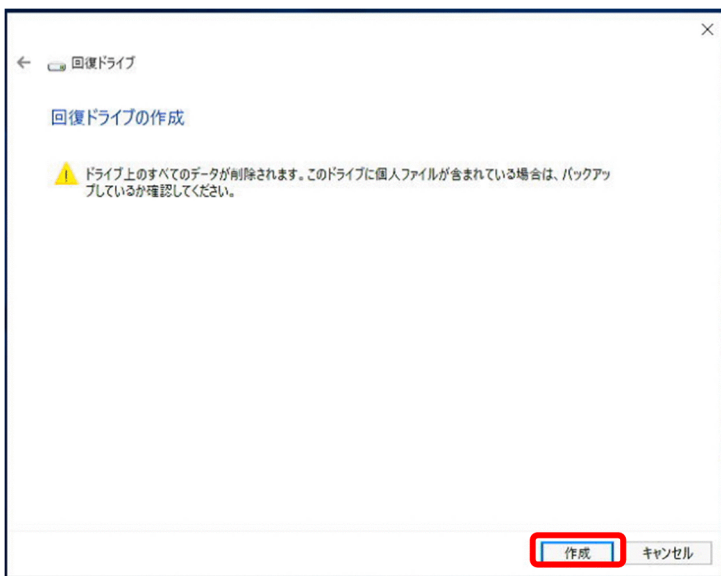 回復ドライブ
回復ドライブの作成
ドライブ上のすべてのデータが削除されます。このドライブに個人ファイルが含まれている場合は、バックアッ
プしているか確認してください。
作成 キャンセル